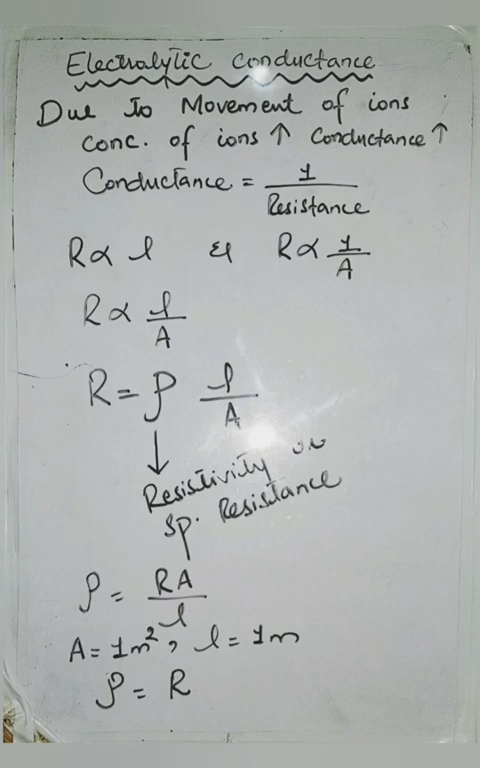 Electrolytic conductance
Due to Movement of ions
conc. of ions ↑ Conductance ↑
Conductance = 1/Resistance
R ∝ l & R ∝ 1/A
R ∝ l/A
R = ρ l/A
↓
Resistivity or
sp. Resistance
ρ = RA/l
A = 1m², l = 1m
ρ = R